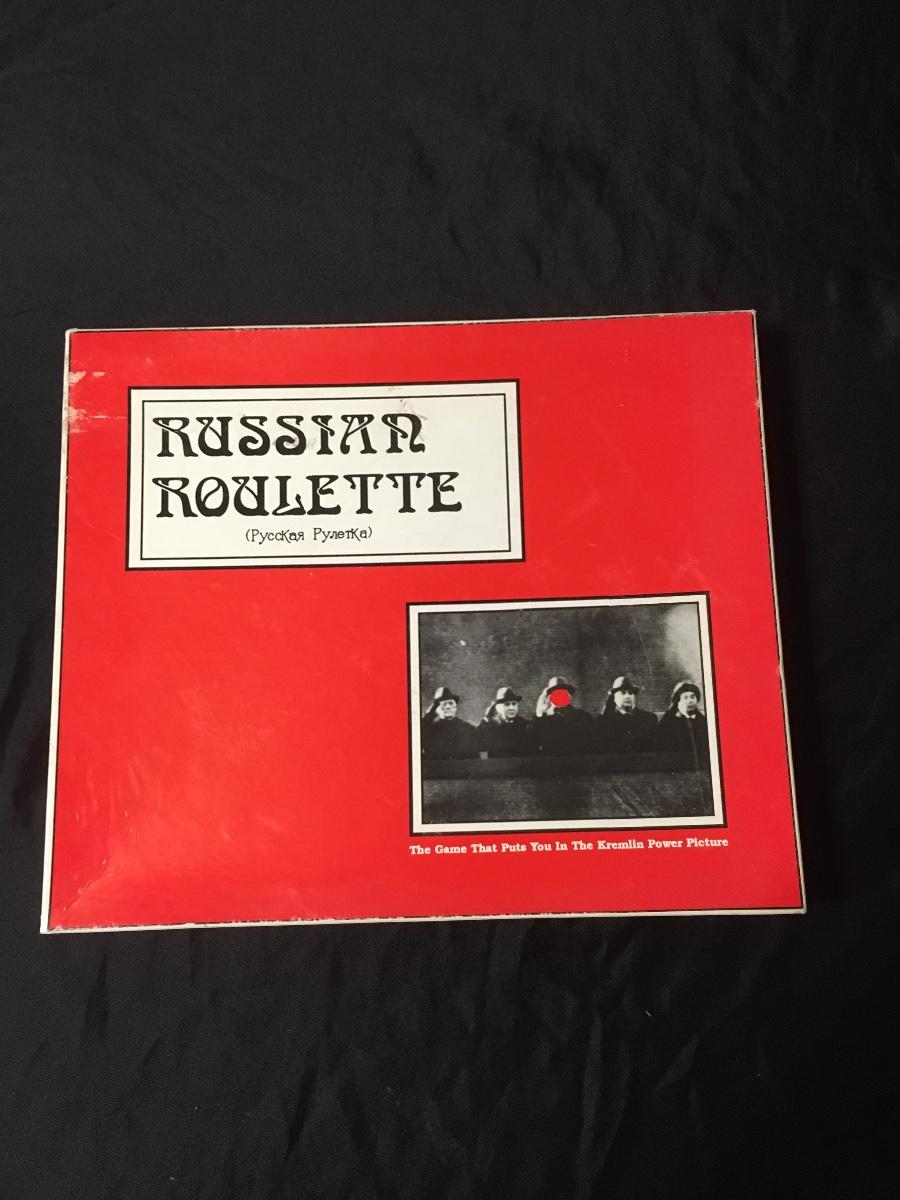 RUSSIAN
ROULETTE
(Русская Рулетка)
The Game That Puts You In The Kremlin Power Picture